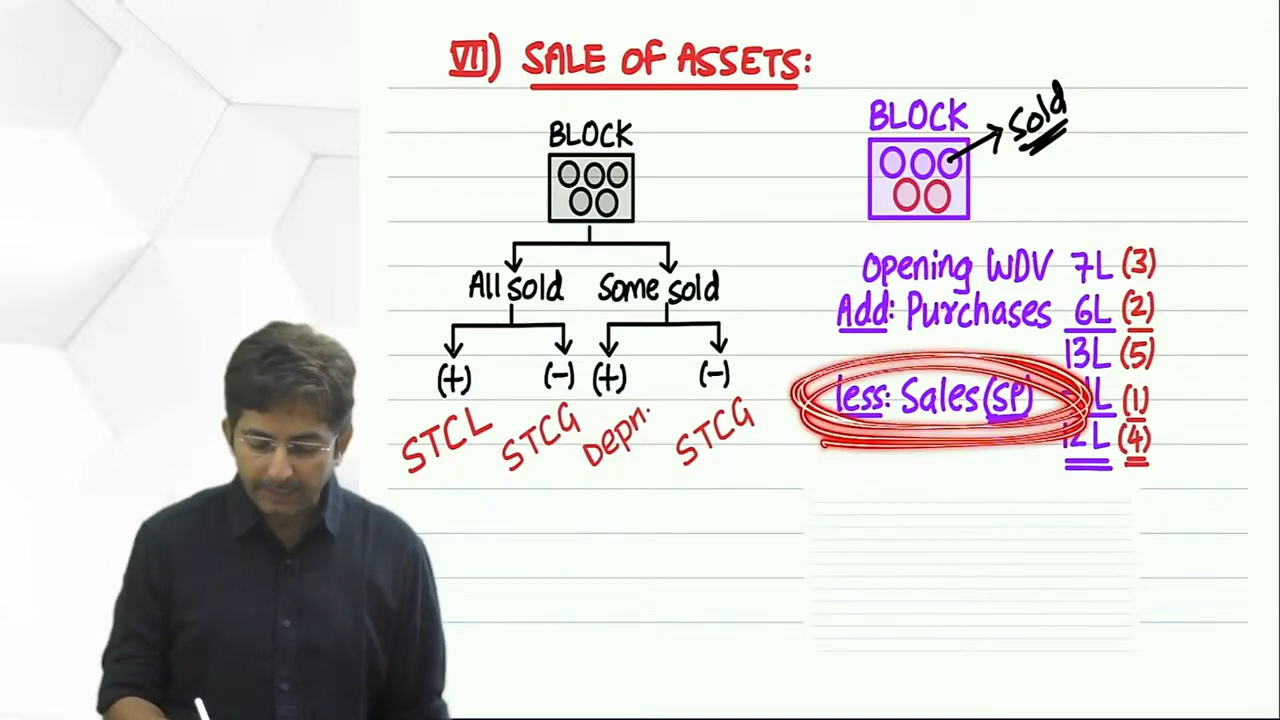 VI) SALE OF ASSETS:
BLOCK
All sold Some sold
(+) (-) (+) (-)
STCL STCG Depn. STCG
BLOCK
Sold
Opening WDV 7L (3)
Add: Purchases 6L (2)
13L (5)
less: Sales (SP) L (1)
12L (4)